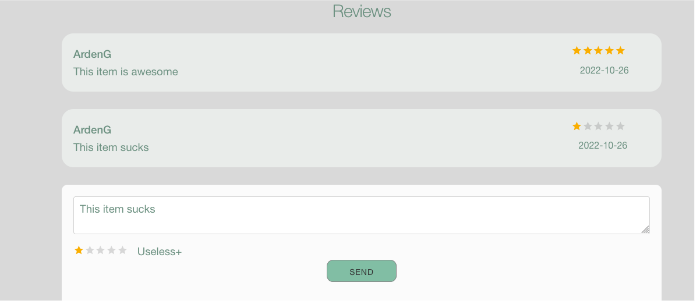 Reviews
ArdenG
This item is awesome
2022-10-26
ArdenG
This item sucks
2022-10-26
This item sucks
Useless+
SEND